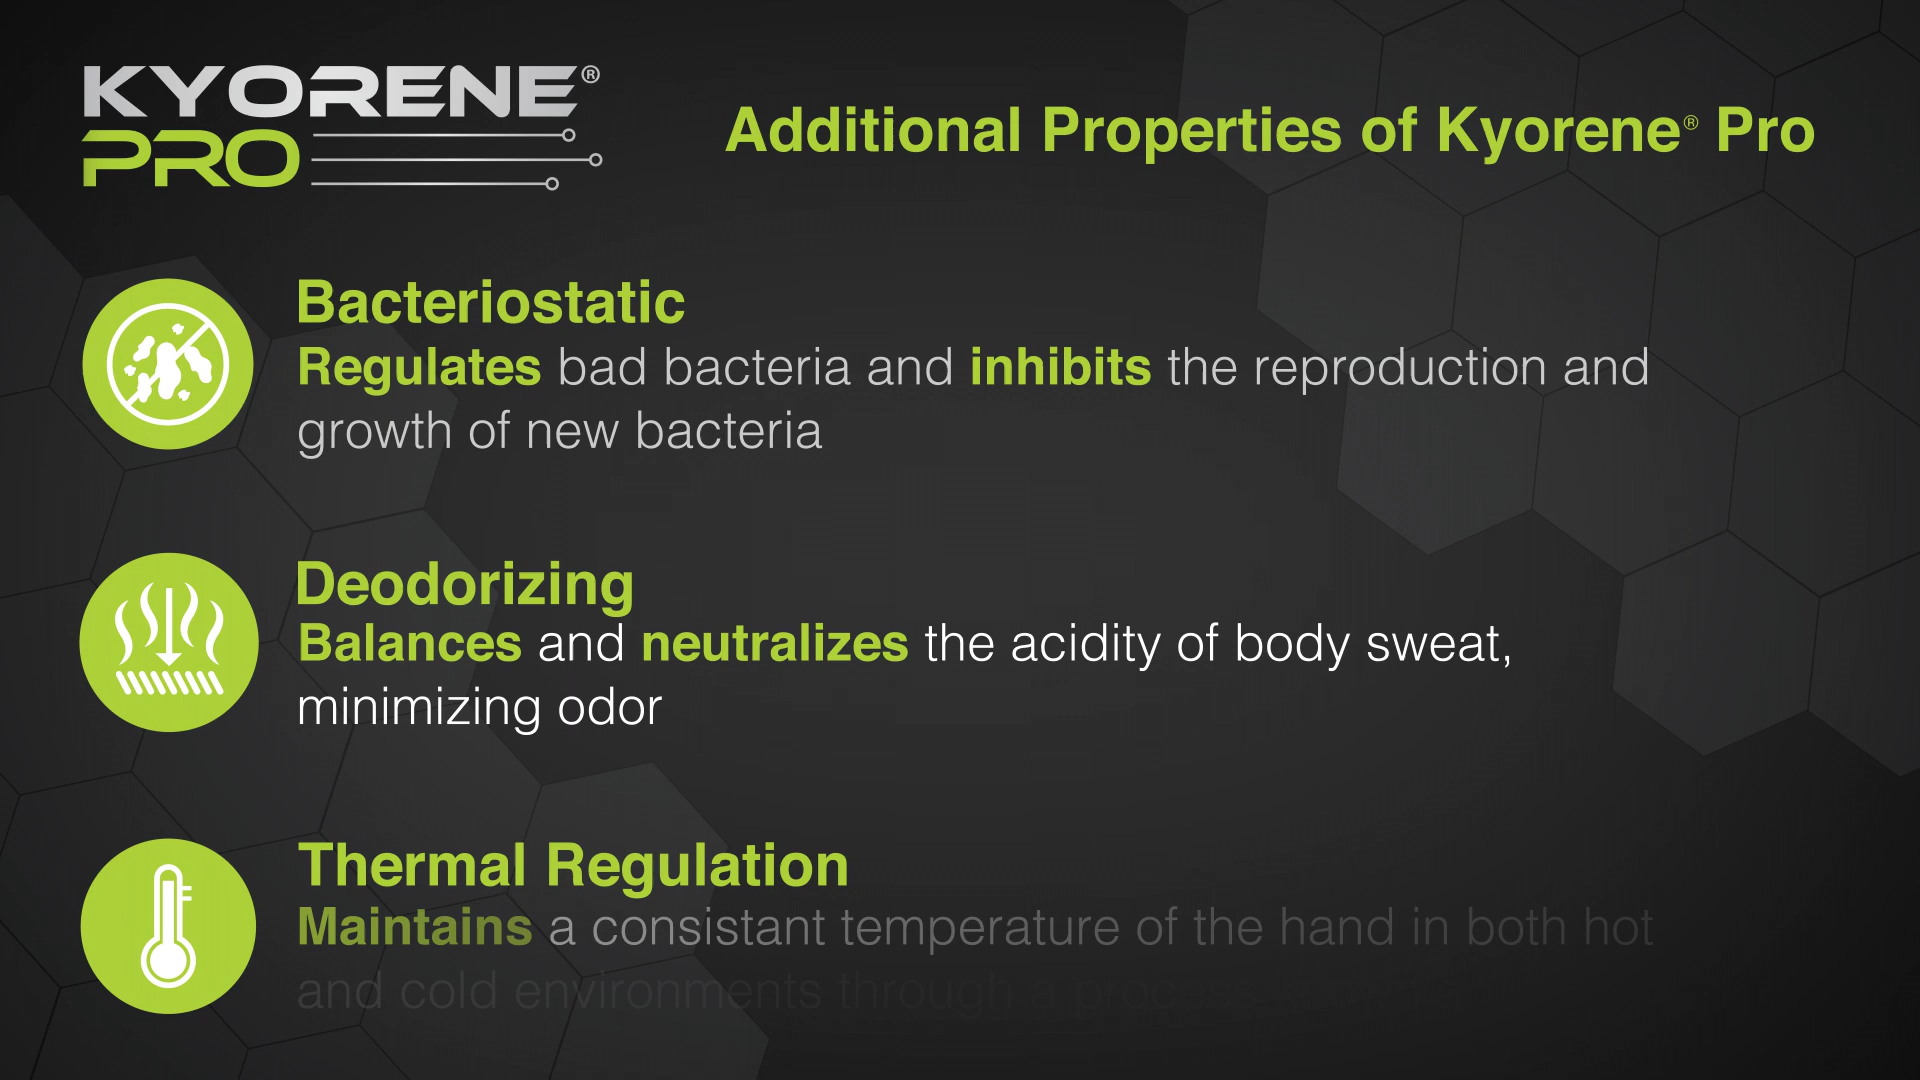 KYORENE®
PRO
Additional Properties of Kyorene® Pro
Bacteriostatic
Regulates bad bacteria and inhibits the reproduction and
growth of new bacteria
Deodorizing
Balances and neutralizes the acidity of body sweat,
minimizing odor
Thermal Regulation
Maintains a consistant temperature of the hand in both hot
and cold environments through a process